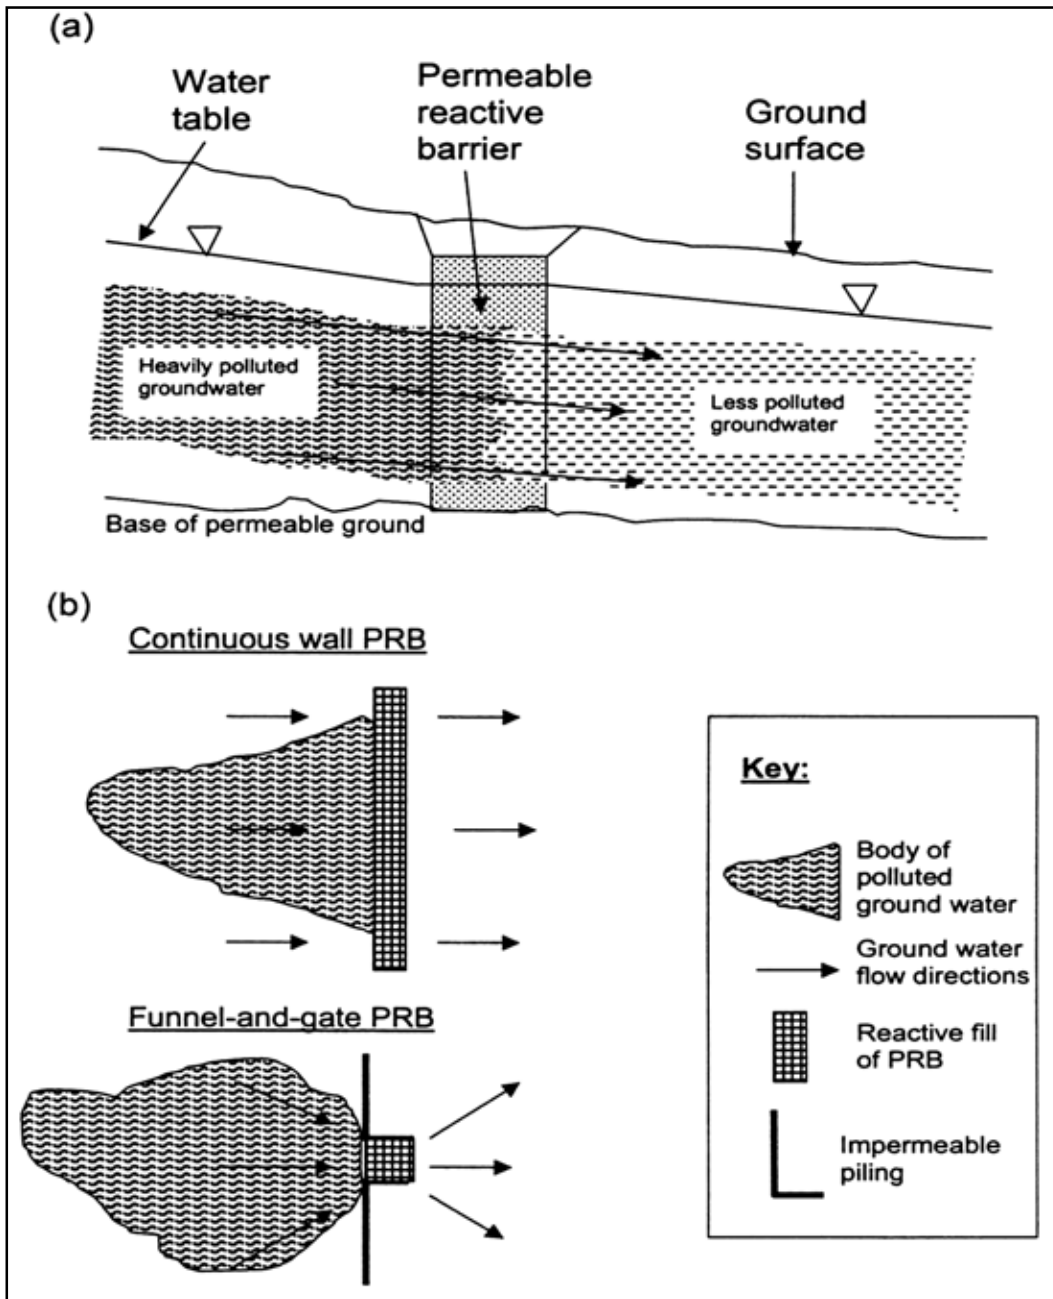 (a)
Water
table
Permeable
reactive
barrier
Ground
surface
Heavily polluted
groundwater
Less polluted
groundwater
Base of permeable ground
(b)
Continuous wall PRB
Funnel-and-gate PRB
Key:
Body of
polluted
ground water
Ground water
flow directions
Reactive fill
of PRB
Impermeable
piling